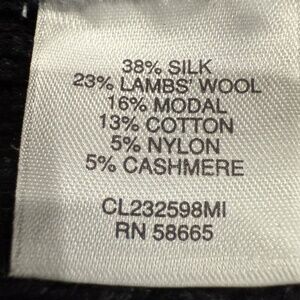 38% SILK
23% LAMBS' WOOL
16% MODAL
13% COTTON
5% NYLON
5% CASHMERE
CL232598MI
RN 58665